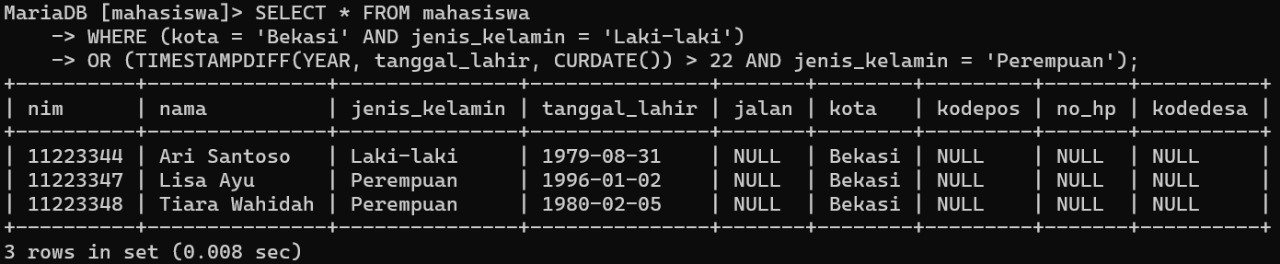 MariaDB [mahasiswa]> SELECT * FROM mahasiswa
    -> WHERE (kota = 'Bekasi' AND jenis_kelamin = 'Laki-laki')
    -> OR (TIMESTAMPDIFF(YEAR, tanggal_lahir, CURDATE()) > 22 AND jenis_kelamin = 'Perempuan');
+----------+---------------+---------------+---------------+-------+--------+---------+-------+----------+
| nim      | nama          | jenis_kelamin | tanggal_lahir | jalan | kota   | kodepos | no_hp | kodedesa |
+----------+---------------+---------------+---------------+-------+--------+---------+-------+----------+
| 11223344 | Ari Santoso   | Laki-laki     | 1979-08-31    | NULL  | Bekasi | NULL    | NULL  | NULL     |
| 11223347 | Lisa Ayu      | Perempuan     | 1996-01-02    | NULL  | Bekasi | NULL    | NULL  | NULL     |
| 11223348 | Tiara Wahidah | Perempuan     | 1980-02-05    | NULL  | Bekasi | NULL    | NULL  | NULL     |
+----------+---------------+---------------+---------------+-------+--------+---------+-------+----------+
3 rows in set (0.008 sec)